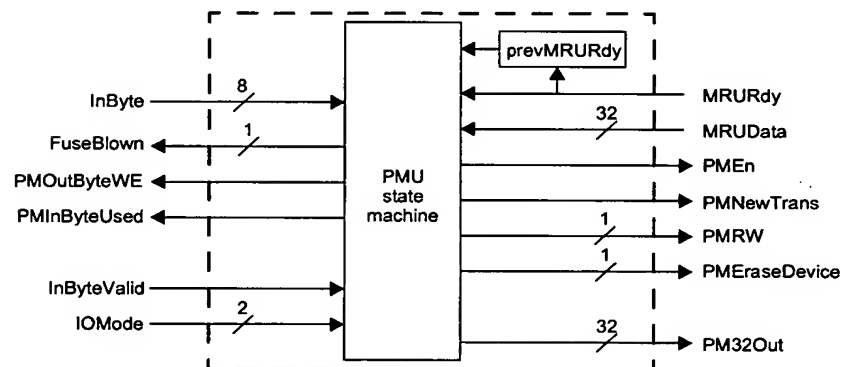 prevMRURdy
InByte
8
MRURdy
FuseBlown
1
32
MRUData
PMOutByteWE
PMU
state
machine
PMEn
PMInByteUsed
PMNewTrans
1
PMRW
1
PMEraseDevice
InByteValid
IOMode
2
32
PM32Out